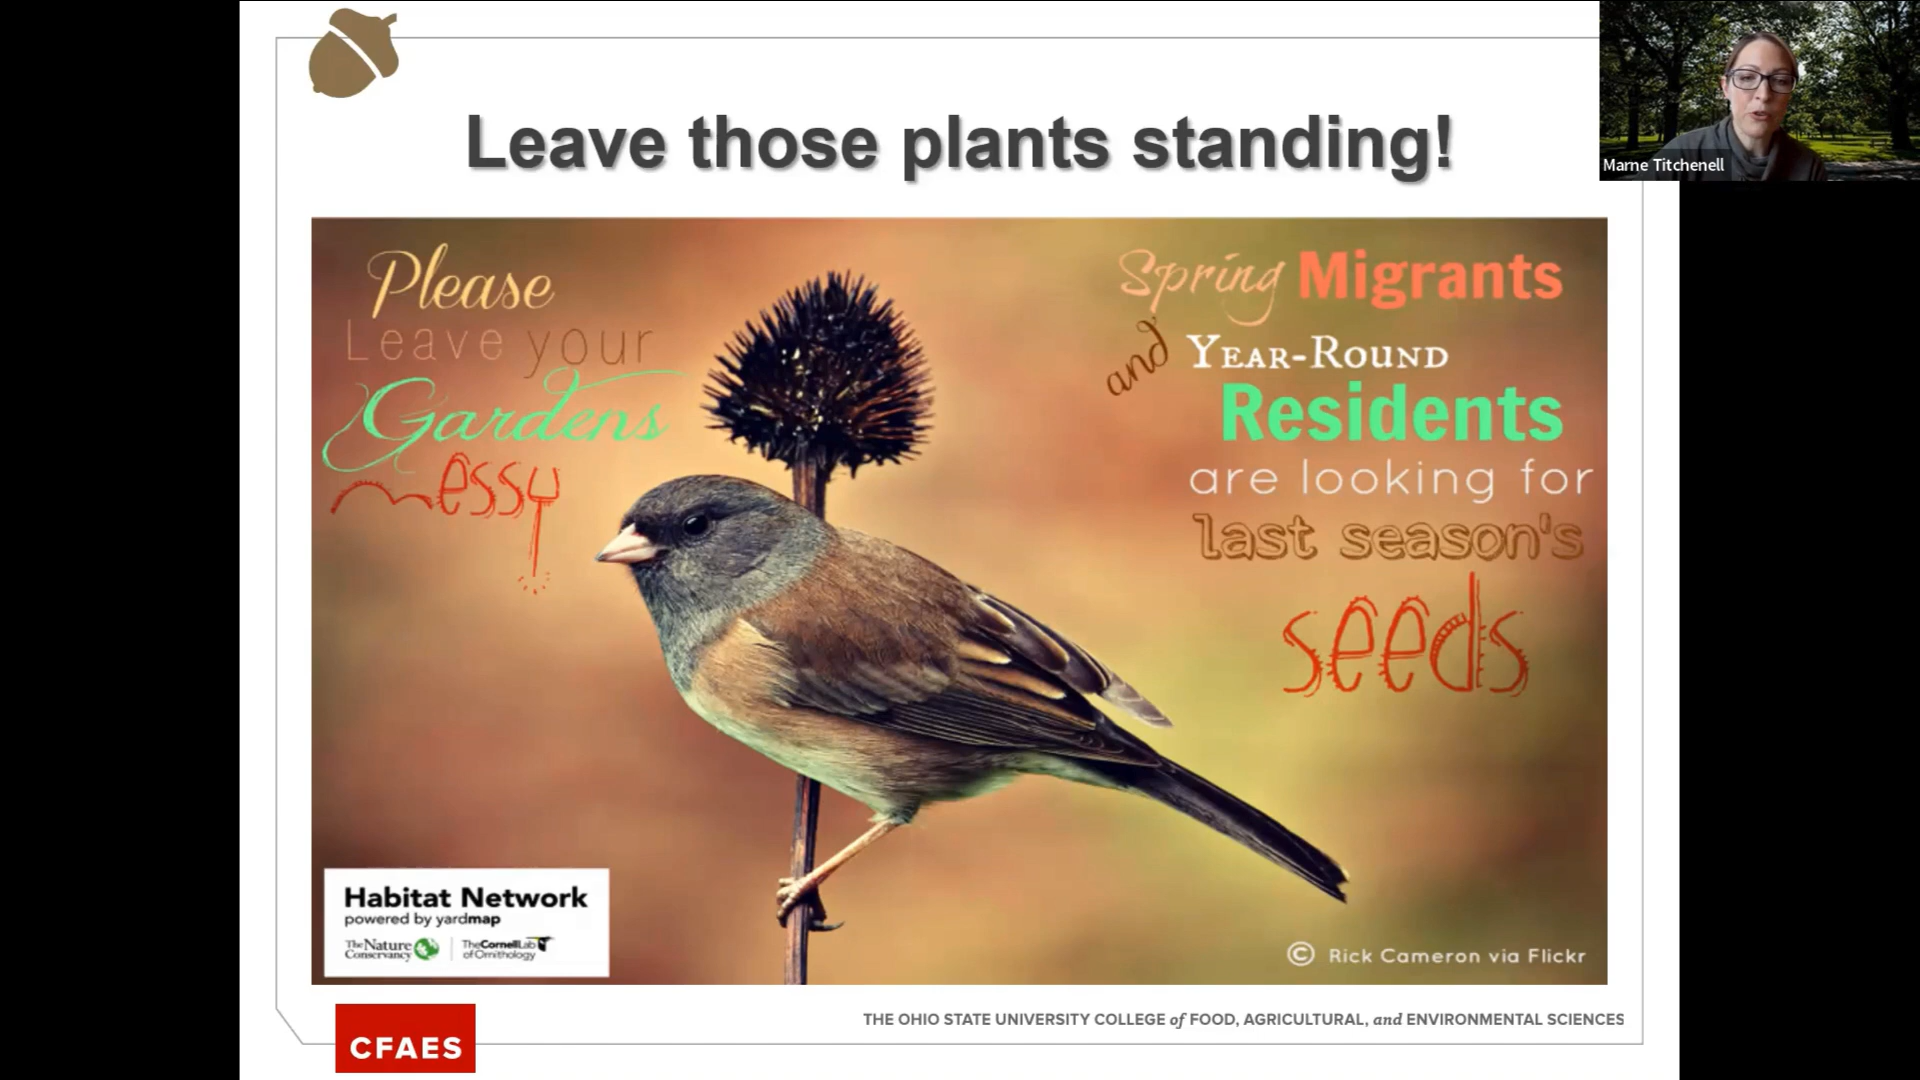 Leave those plants standing!
Marne Titchenell
Please
Leave your
Gardens
messy
Spring Migrants
and Year-Round
Residents
are looking for
last season's
seeds
Habitat Network
powered by yardmap
The Nature Conservancy
The Cornell Lab of Ornithology
© Rick Cameron via Flickr
CFAES
THE OHIO STATE UNIVERSITY COLLEGE of FOOD, AGRICULTURAL, and ENVIRONMENTAL SCIENCES